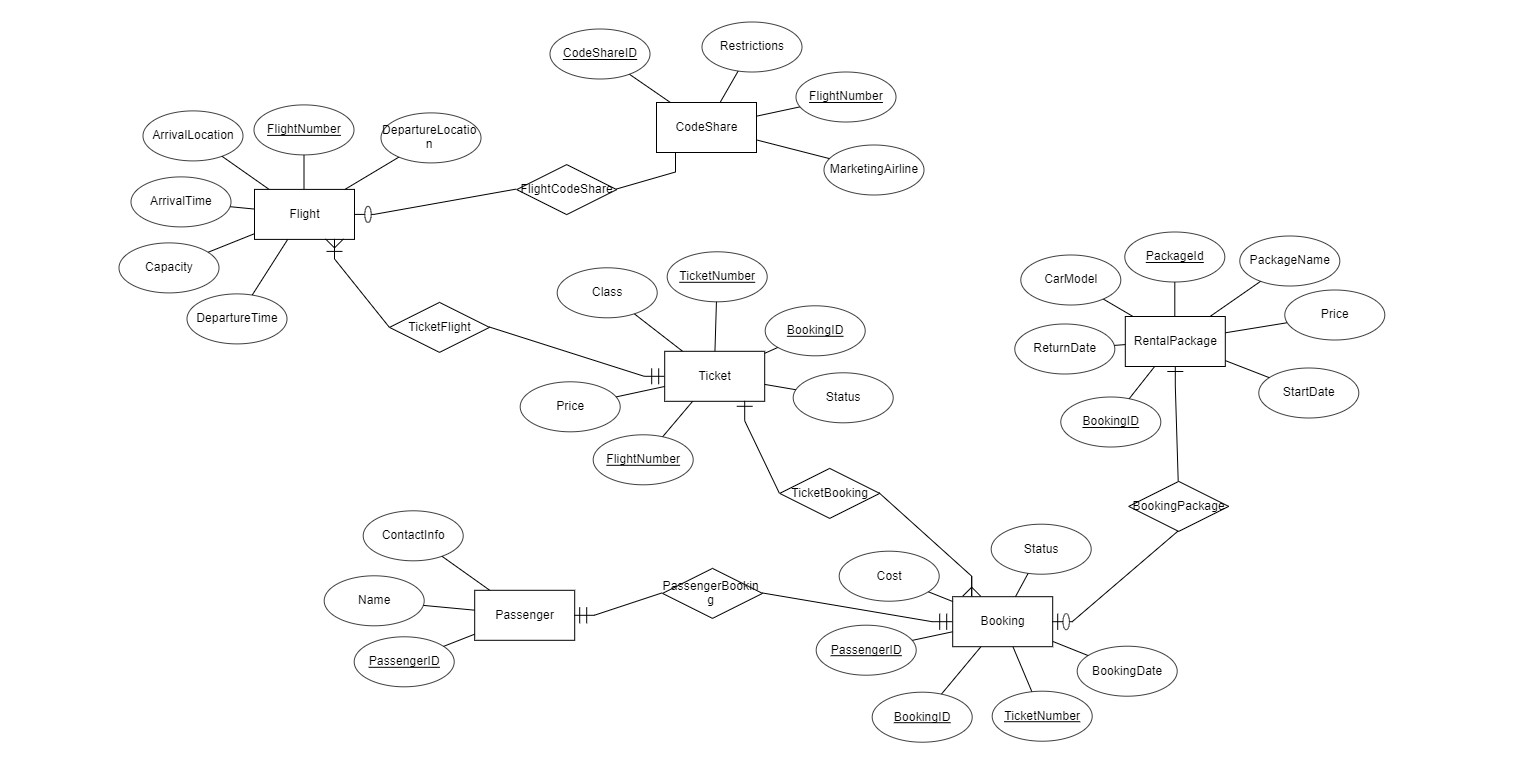 CodeShareID
Restrictions
FlightNumber
CodeShare
MarketingAirline
ArrivalLocation
FlightNumber
DepartureLocatio
n
ArrivalTime
Flight
FlightCodeShare
Capacity
DepartureTime
TicketFlight
Class
TicketNumber
BookingID
Ticket
Price
Status
FlightNumber
CarModel
PackageId
PackageName
Price
ReturnDate
RentalPackage
StartDate
BookingID
TicketBooking
BookingPackage
ContactInfo
Name
Passenger
PassengerID
PassengerBookin
g
Cost
Status
Booking
PassengerID
BookingDate
BookingID
TicketNumber